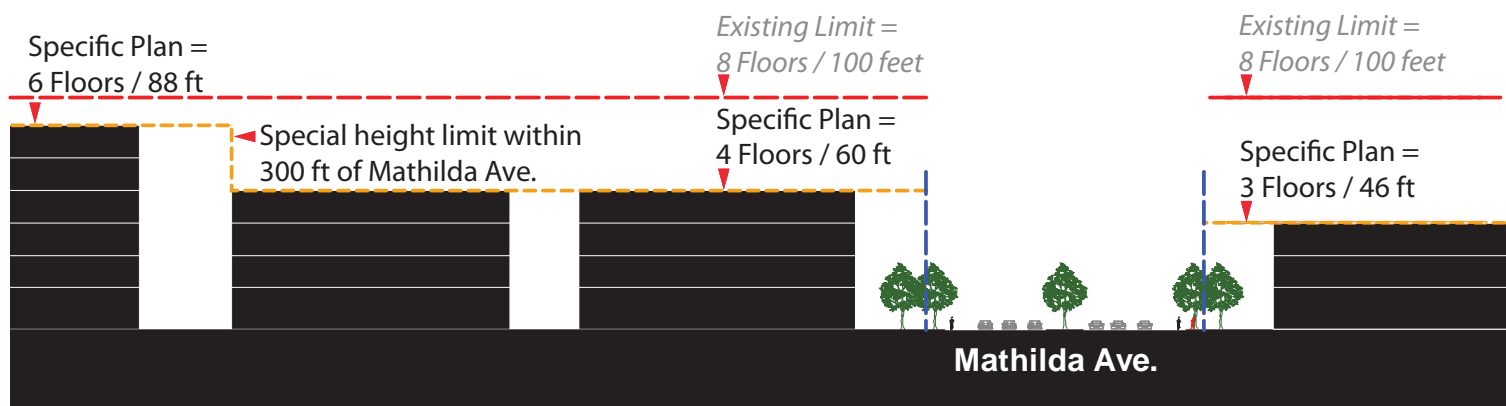 Specific Plan =
6 Floors / 88 ft
Special height limit within
300 ft of Mathilda Ave.
Existing Limit =
8 Floors / 100 feet
Specific Plan =
4 Floors / 60 ft
Existing Limit =
8 Floors / 100 feet
Specific Plan =
3 Floors / 46 ft
Mathilda Ave.